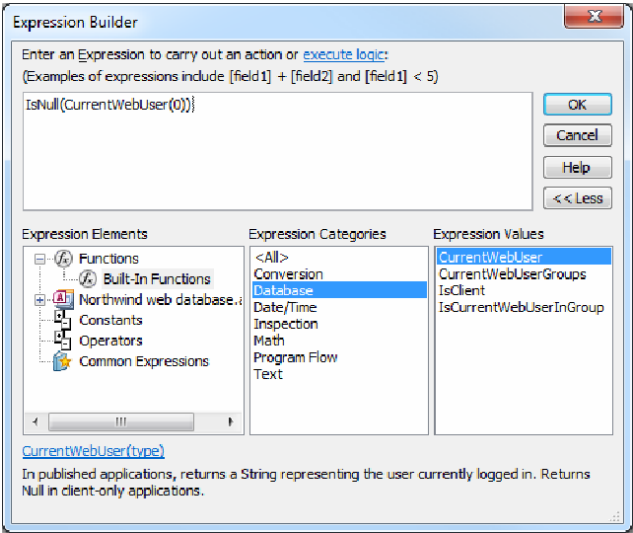 Expression Builder
Enter an Expression to carry out an action or execute logic:
(Examples of expressions include [field1] + [field2] and [field1] < 5)
IsNull(CurrentWebUser(0))
OK
Cancel
Help
<< Less
Expression Elements
Functions
Built-In Functions
Northwind web database.a
Constants
Operators
Common Expressions
Expression Categories
<All>
Conversion
Database
Date/Time
Inspection
Math
Program Flow
Text
Expression Values
CurrentWebUser
CurrentWebUserGroups
IsClient
IsCurrentWebUserInGroup
CurrentWebUser(type)
In published applications, returns a String representing the user currently logged in. Returns
Null in client-only applications.